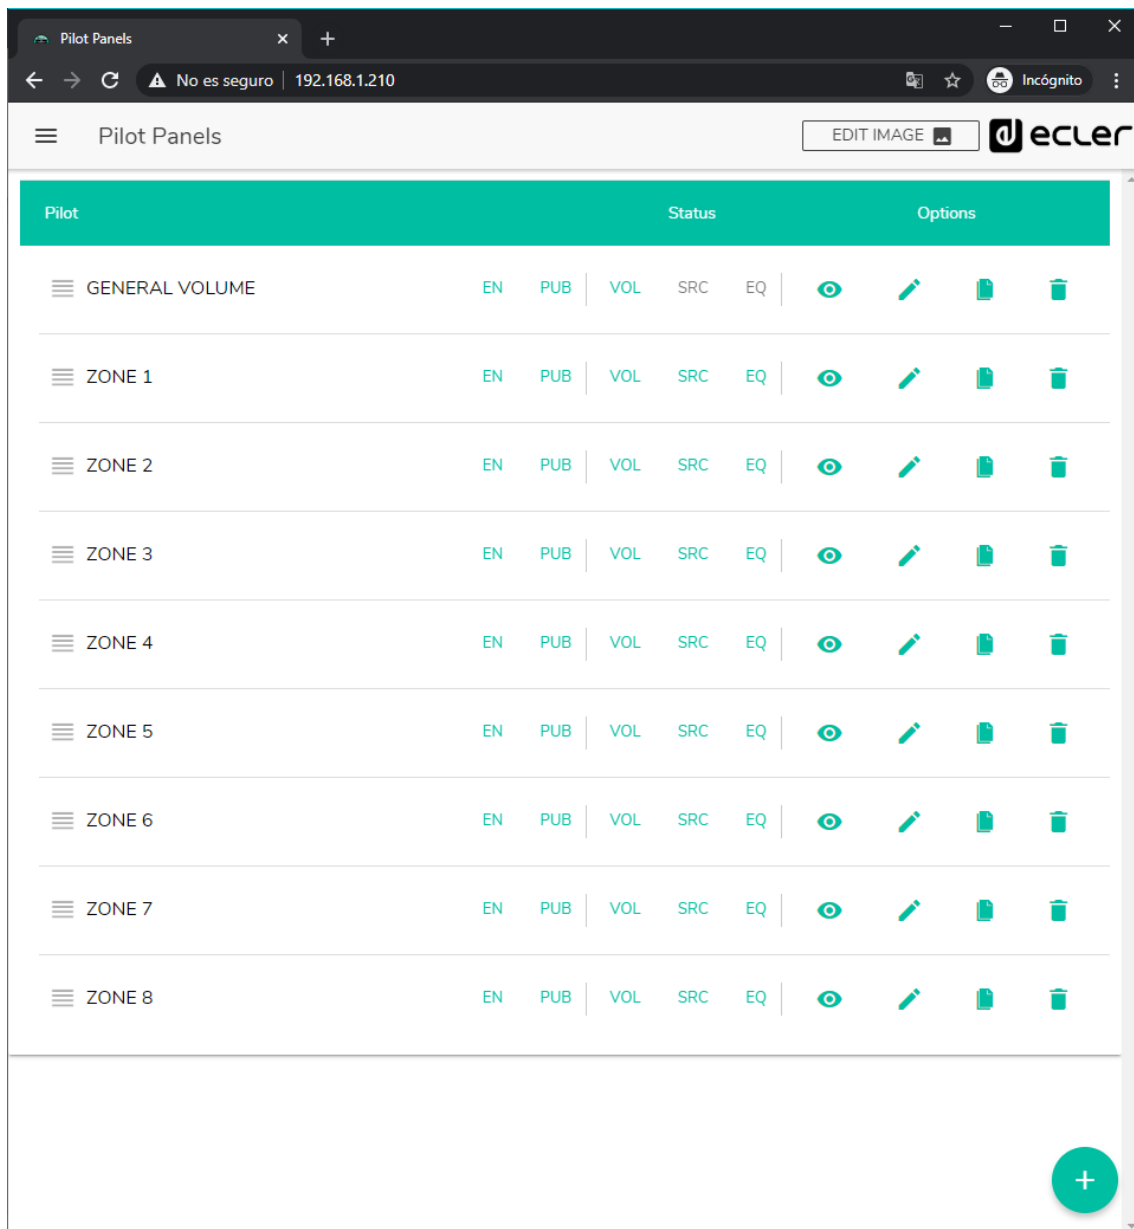 Pilot Panels
No es seguro | 192.168.1.210
Incógnito
Pilot Panels
EDIT IMAGE
ecler
Pilot Status Options
GENERAL VOLUME EN PUB VOL SRC EQ
ZONE 1 EN PUB VOL SRC EQ
ZONE 2 EN PUB VOL SRC EQ
ZONE 3 EN PUB VOL SRC EQ
ZONE 4 EN PUB VOL SRC EQ
ZONE 5 EN PUB VOL SRC EQ
ZONE 6 EN PUB VOL SRC EQ
ZONE 7 EN PUB VOL SRC EQ
ZONE 8 EN PUB VOL SRC EQ